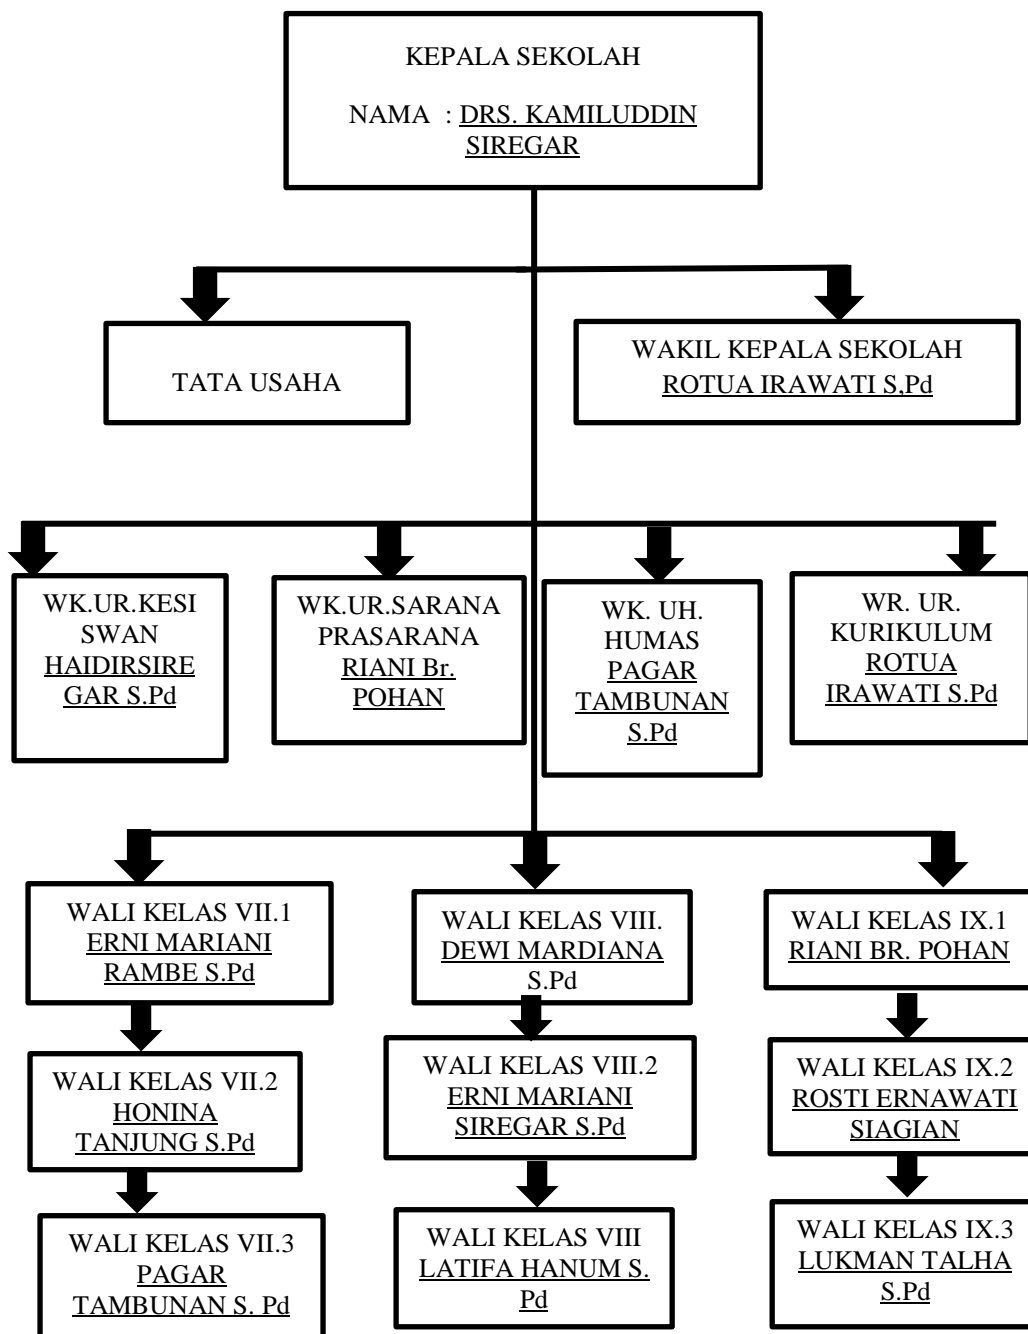 KEPALA SEKOLAH
NAMA : DRS. KAMILUDDIN
SIREGAR
TATA USAHA
WAKIL KEPALA SEKOLAH
ROTUA IRAWATI S,Pd
WK.UR.KESI
SWAN
HAIDIRSIRE
GAR S.Pd
WK.UR.SARANA
PRASARANA
RIANI Br.
POHAN
WK. UH.
HUMAS
PAGAR
TAMBUNAN
S.Pd
WR. UR.
KURIKULUM
ROTUA
IRAWATI S.Pd
WALI KELAS VII.1
ERNI MARIANI
RAMBE S.Pd
WALI KELAS VIII.
DEWI MARDIANA
S.Pd
WALI KELAS IX.1
RIANI BR. POHAN
WALI KELAS VII.2
HONINA
TANJUNG S.Pd
WALI KELAS VIII.2
ERNI MARIANI
SIREGAR S.Pd
WALI KELAS IX.2
ROSTI ERNAWATI
SIAGIAN
WALI KELAS VII.3
PAGAR
TAMBUNAN S. Pd
WALI KELAS VIII
LATIFA HANUM S.
Pd
WALI KELAS IX.3
LUKMAN TALHA
S.Pd